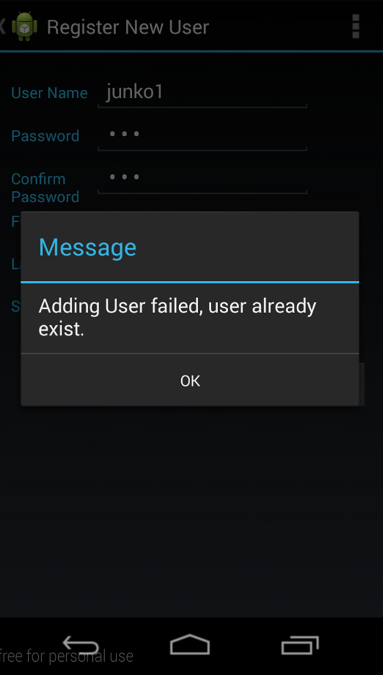 Register New User
User Name junko1
Password •••
Confirm
Password •••
F
L
S
Message
Adding User failed, user already
exist.
OK
free for personal use